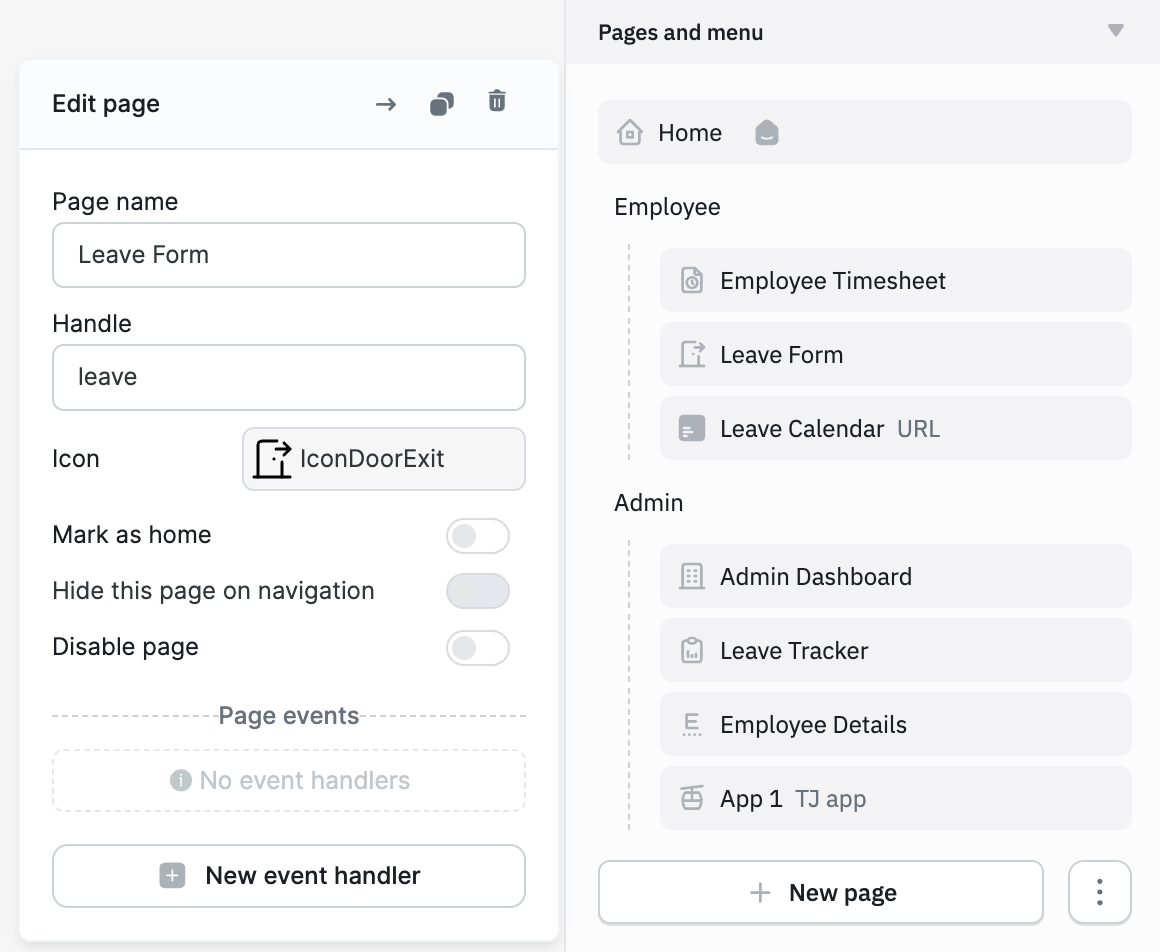 Edit page
Page name
Leave Form
Handle
leave
Icon
IconDoorExit
Mark as home
Hide this page on navigation
Disable page
Page events
No event handlers
New event handler
Pages and menu
Home
Employee
Employee Timesheet
Leave Form
Leave Calendar URL
Admin
Admin Dashboard
Leave Tracker
Employee Details
App 1 TJ app
New page